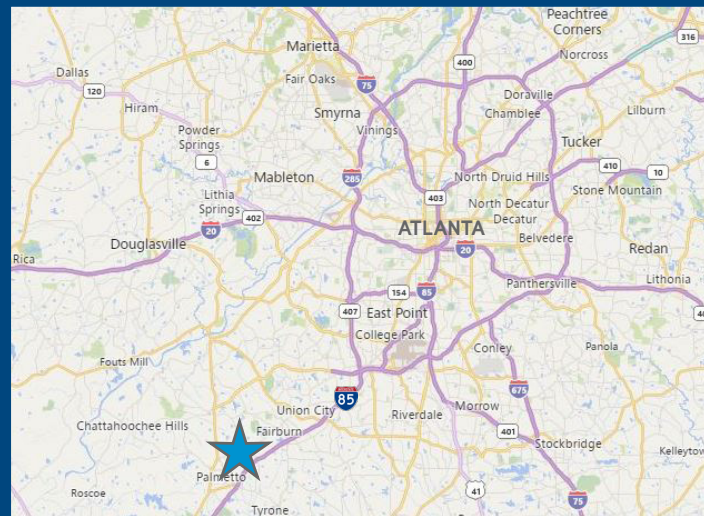 Peachtree
Corners
316
Marietta
400
Norcross
Dallas
Fair Oaks
75
120
Doraville
Hiram
Smyrna
Chamblee
Lilburn
Vinings
Powder
Springs
Tucker
6
410
10
Mableton
285
North Druid Hills
Stone Mountain
Lithia
Springs
403
North Decatur
402
Decatur
20
ATLANTA
Belvedere
Douglasville
20
Redan
Rica
Panthersville
Lithonia
154
85
407
East Point
College Park
Conley
Panola
Fouts Mill
675
85
Union City
Riverdale
Morrow
Chattahoochee Hills
Fairburn
401
Stockbridge
Kelleytow
Palmetto
Roscoe
41
75
Tyrone